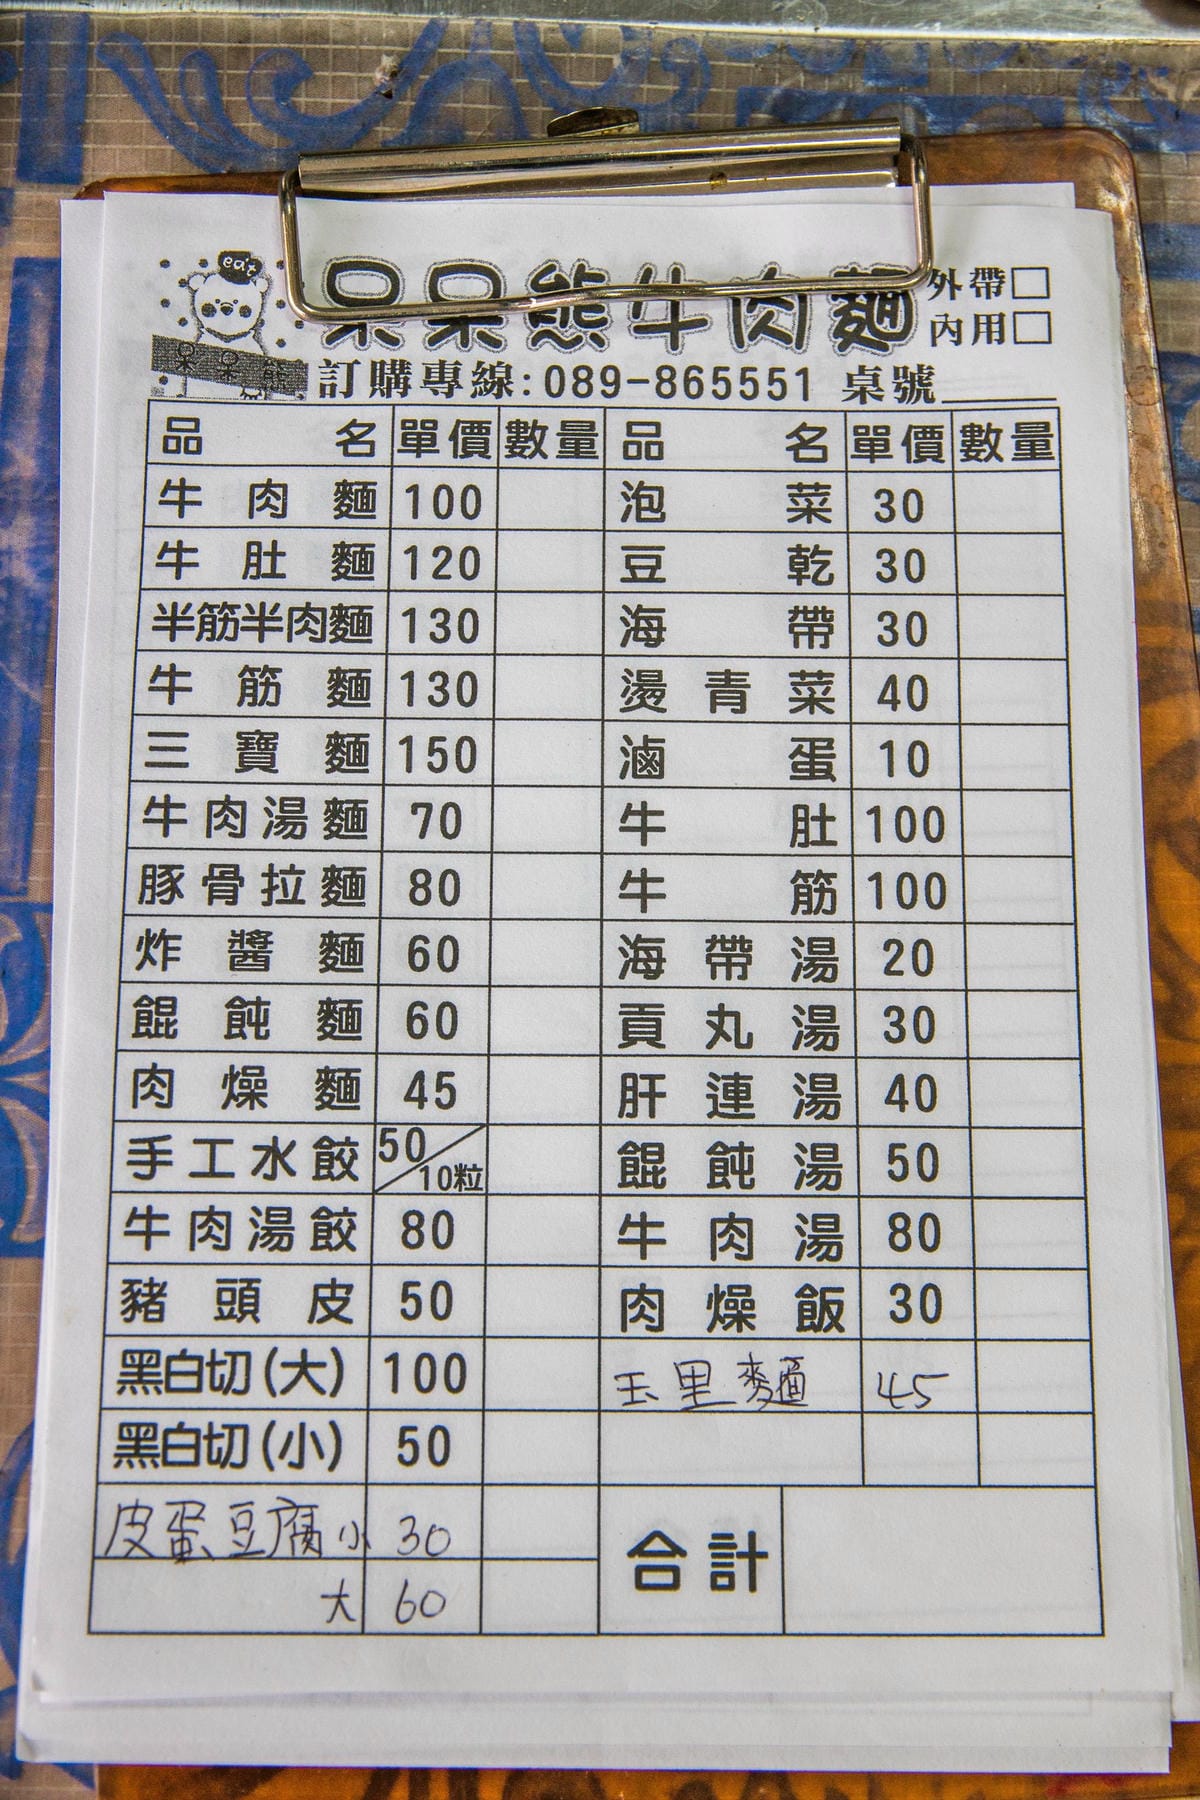 eat
呆呆熊牛肉麵
外帶□
內用□
呆呆熊
訂購專線:089-865551 桌號
品名 單價 數量 品名 單價 數量
牛肉麵 100 泡菜 30
牛肚麵 120 豆乾 30
半筋半肉麵 130 海帶 30
牛筋麵 130 燙青菜 40
三寶麵 150 滷蛋 10
牛肉湯麵 70 牛肚 100
豚骨拉麵 80 牛筋 100
炸醬麵 60 海帶湯 20
餛飩麵 60 貢丸湯 30
肉燥麵 45 肝連湯 40
手工水餃 50/10粒 餛飩湯 50
牛肉湯餃 80 牛肉湯 80
豬頭皮 50 肉燥飯 30
黑白切(大) 100 玉里麵 45
黑白切(小) 50
皮蛋豆腐小 30 合計
大 60